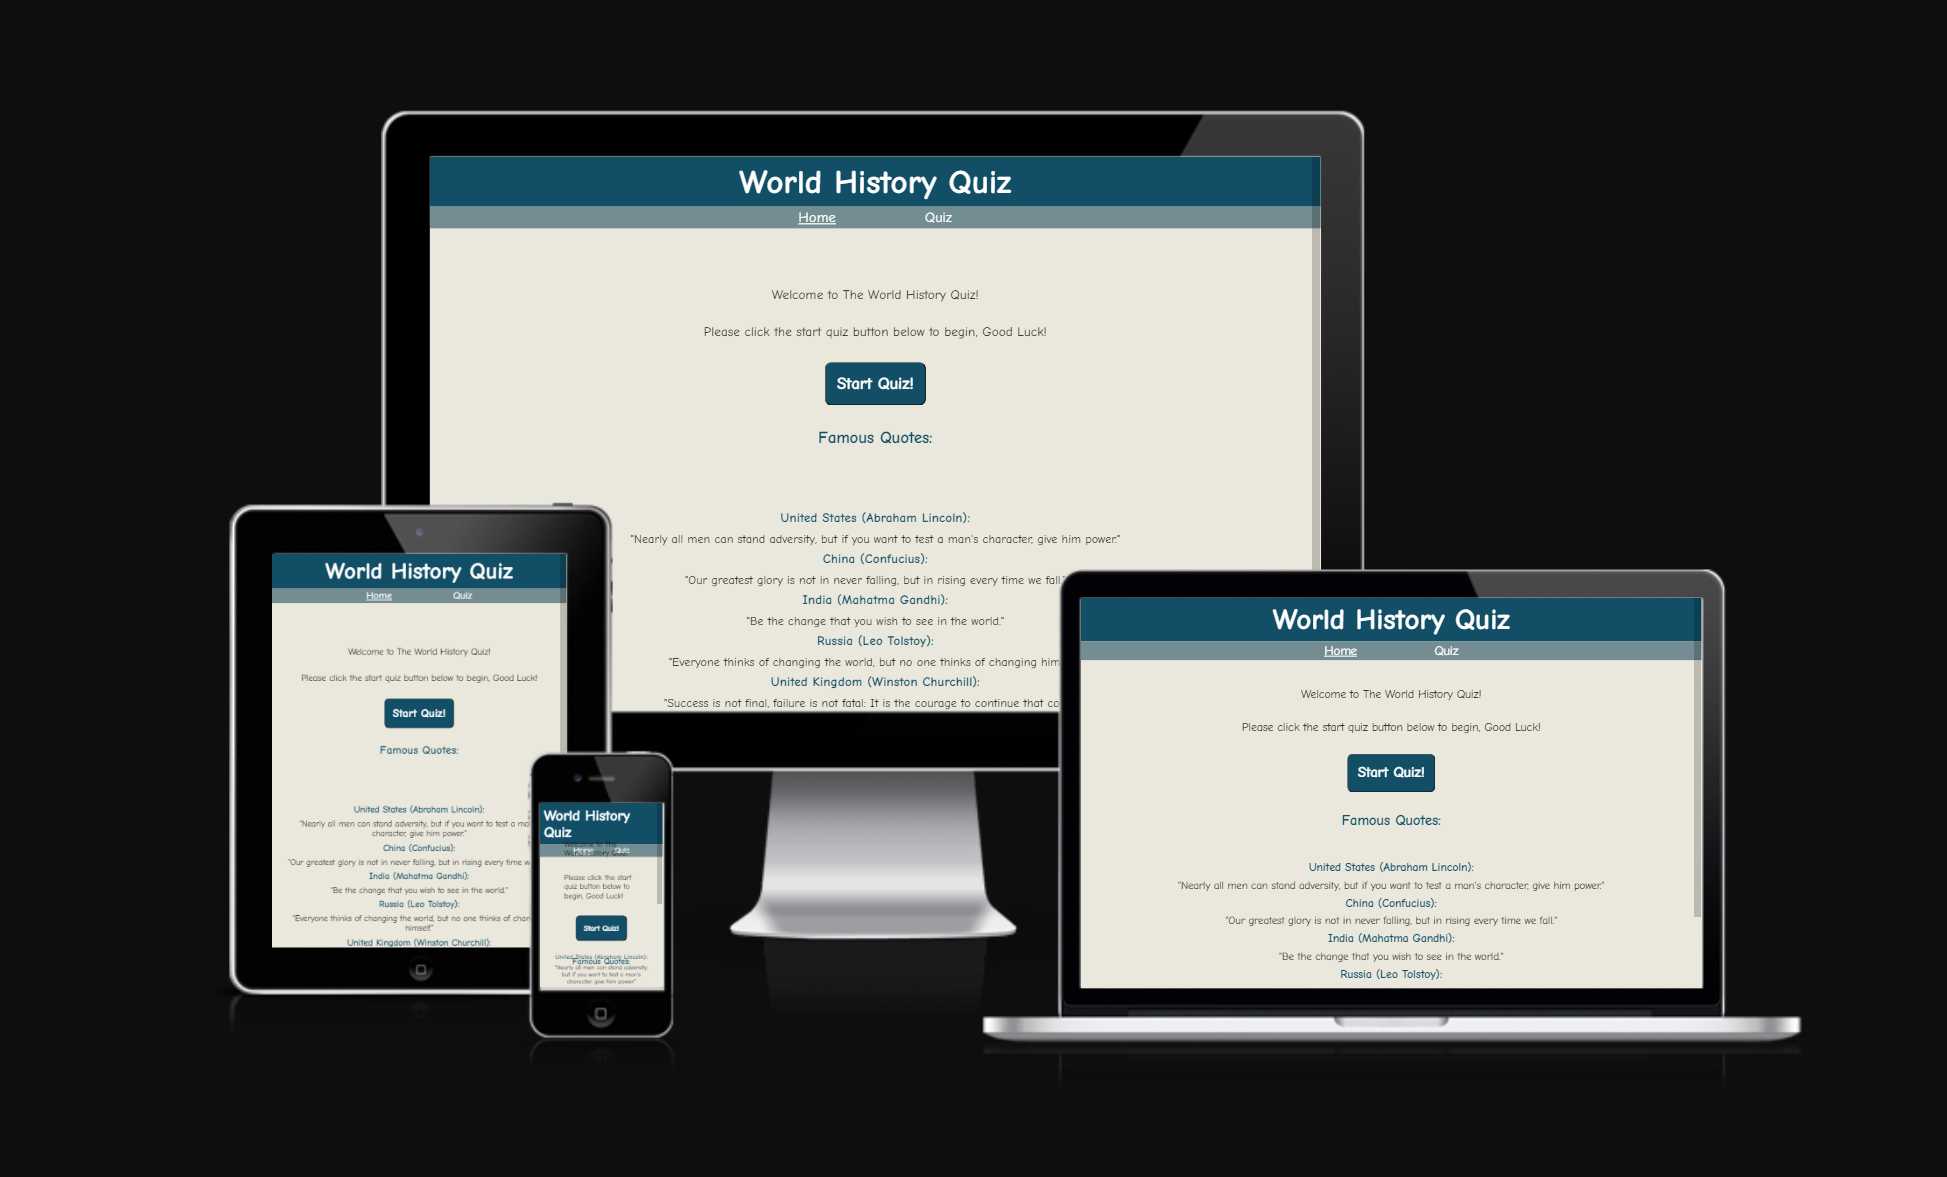 World History Quiz
Home Quiz
Welcome to The World History Quiz!
Please click the start quiz button below to begin, Good Luck!
Start Quiz!
Famous Quotes:
United States (Abraham Lincoln):
"Nearly all men can stand adversity, but if you want to test a man's character, give him power."
China (Confucius):
"Our greatest glory is not in never falling, but in rising every time we fall."
India (Mahatma Gandhi):
"Be the change that you wish to see in the world."
Russia (Leo Tolstoy):
"Everyone thinks of changing the world, but no one thinks of changing him
United Kingdom (Winston Churchill):
"Success is not final, failure is not fatal: It is the courage to continue that co
World History Quiz
Home Quiz
Welcome to The World History Quiz!
Please click the start quiz button below to begin, Good Luck!
Start Quiz!
Famous Quotes:
United States (Abraham Lincoln):
"Nearly all men can stand adversity, but if you want to test a ma
character, give him power."
China (Confucius):
"Our greatest glory is not in never falling, but in rising every time w
India (Mahatma Gandhi):
"Be the change that you wish to see in the world."
Russia (Leo Tolstoy):
"Everyone thinks of changing the world, but no one thinks of chan
himself."
United Kingdom (Winston Churchill):
World History
Quiz
Welcome to The
World History Quiz!
Home Quiz
Please click the start
quiz button below to
begin, Good Luck!
Start Quiz!
United States (Abraham Lincoln):
Famous Quotes:
"Nearly all men can stand adversity,
but if you want to test a man's
character, give him power."
World History Quiz
Home Quiz
Welcome to The World History Quiz!
Please click the start quiz button below to begin, Good Luck!
Start Quiz!
Famous Quotes:
United States (Abraham Lincoln):
"Nearly all men can stand adversity, but if you want to test a man's character, give him power."
China (Confucius):
"Our greatest glory is not in never falling, but in rising every time we fall."
India (Mahatma Gandhi):
"Be the change that you wish to see in the world."
Russia (Leo Tolstoy):